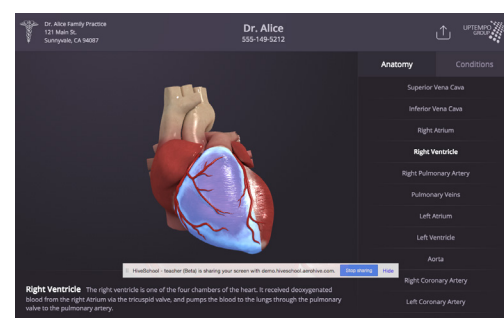 Dr. Alice Family Practice
121 Main St.
Sunnyvale, CA 94087
Dr. Alice
555-149-5212
UPTEMPO
GROUP
Anatomy
Conditions
Superior Vena Cava
Inferior Vena Cava
Right Atrium
Right Ventricle
Right Pulmonary Artery
Pulmonary Veins
Left Atrium
Left Ventricle
Aorta
Right Coronary Artery
Left Coronary Artery
HiveSchool - teacher (Beta) is sharing your screen with demo.hiveschool.aerohive.com.
Stop sharing
Hide
Right Ventricle The right ventricle is one of the four chambers of the heart. It received deoxygenated
blood from the right Atrium via the tricuspid valve, and pumps the blood to the lungs through the pulmonary
valve to the pulmonary artery.